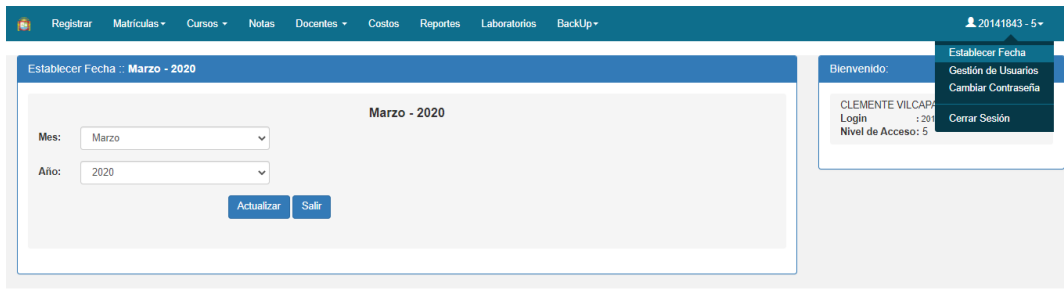 Registrar Matrículas Cursos Notas Docentes Costos Reportes Laboratorios BackUp 20141843 - 5
Establecer Fecha
Gestión de Usuarios
Cambiar Contraseña
Cerrar Sesión
Establecer Fecha :: Marzo - 2020
Marzo - 2020
Mes: Marzo
Año: 2020
Actualizar Salir
Bienvenido:
CLEMENTE
Login : 201
Nivel de Acceso: 5